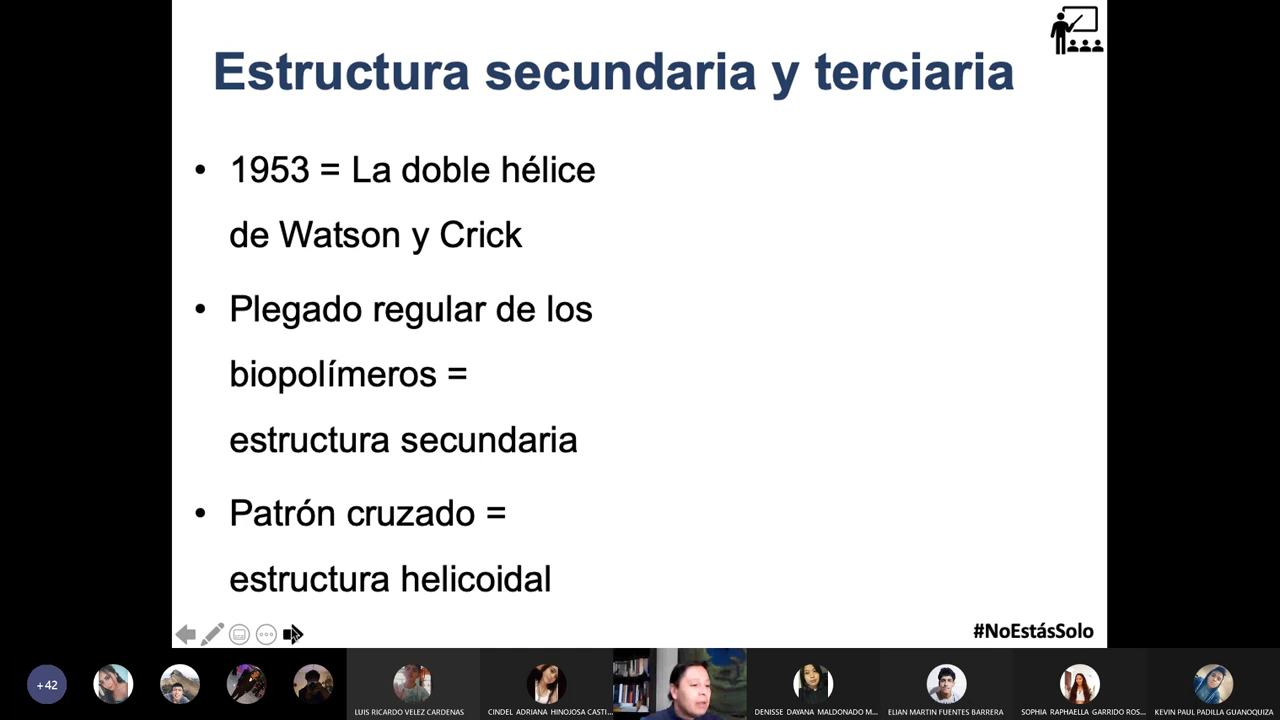 Estructura secundaria y terciaria
• 1953 = La doble hélice
de Watson y Crick
• Plegado regular de los
biopolímeros =
estructura secundaria
• Patrón cruzado =
estructura helicoidal
#NoEstásSolo
+42
LUIS RICARDO VELEZ CARDENAS
CINDEL ADRIANA HINOJOSA CASTI...
DENISSE DAYANA MALDONADO M...
ELIAN MARTIN FUENTES BARRERA
SOPHIA RAPHAELLA GARRIDO ROS...
KEVIN PAUL PADILLA GUANOQUIZA